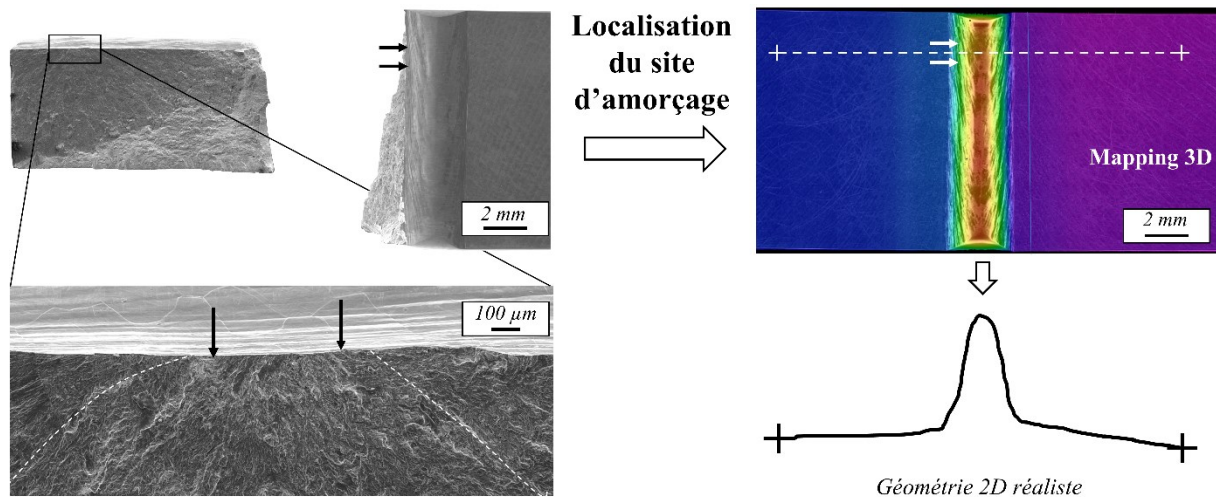 Localisation
du site
d’amorçage
2 mm
Mapping 3D
2 mm
100 µm
Géométrie 2D réaliste